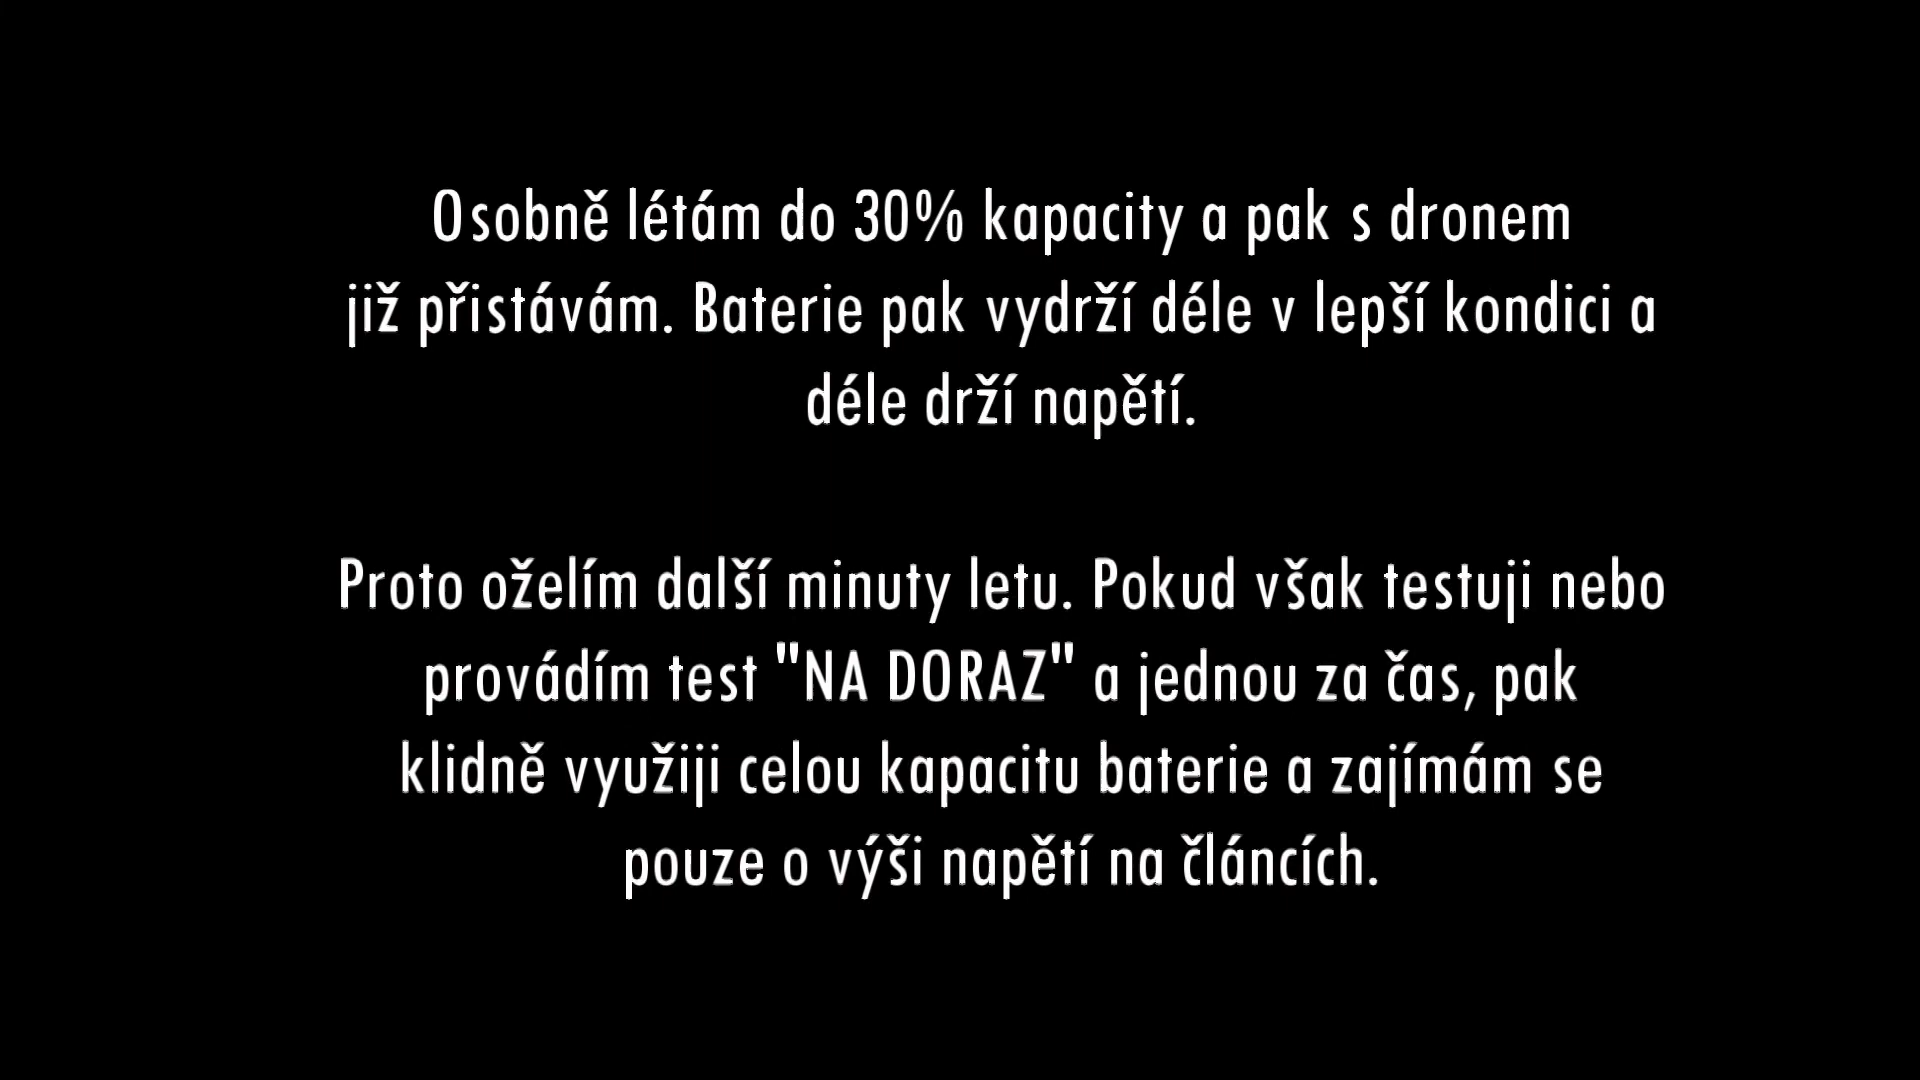 Osobně létám do 30% kapacity a pak s dronem
již přistávám. Baterie pak vydrží déle v lepší kondici a
déle drží napětí.
Proto oželím další minuty letu. Pokud však testuji nebo
provádím test "NA DORAZ" a jednou za čas, pak
klidně využiji celou kapacitu baterie a zajímám se
pouze o výši napětí na článcích.